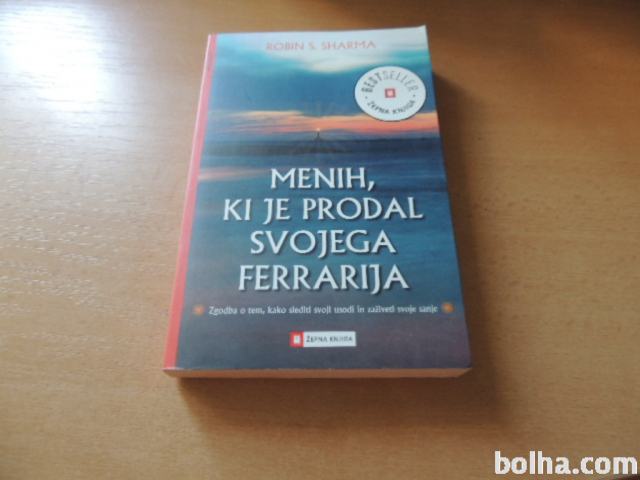 ROBIN S. SHARMA
BESTSELLER
ŽEPNA KNJIGA
MENIH,
KI JE PRODAL
SVOJEGA
FERRARIJA
Zgodba o tem, kako slediti svoji usodi in zaživeti svoje sanje
ŽEPNA KNJIGA
bolha.com